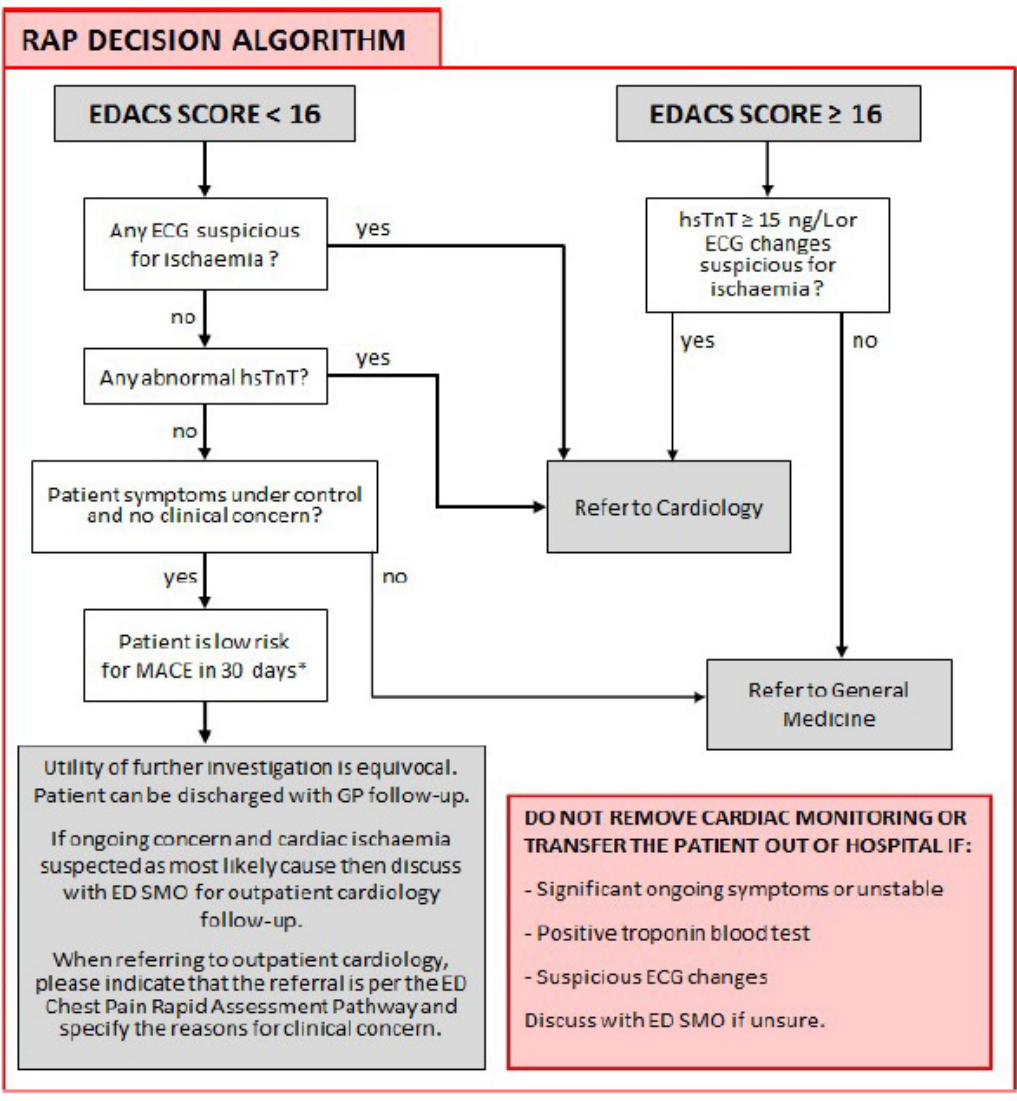 RAP DECISION ALGORITHM
EDACS SCORE < 16
Any ECG suspicious
for ischaemia ?
yes
no
Any abnormal hsTnT?
yes
no
Patient symptoms under control
and no clinical concern?
yes
no
Patient is low risk
for MACE in 30 days*
Utility of further investigation is equivocal.
Patient can be discharged with GP follow-up.
If ongoing concern and cardiac ischaemia
suspected as most likely cause then discuss
with ED SMO for outpatient cardiology
follow-up.
When referring to outpatient cardiology,
please indicate that the referral is per the ED
Chest Pain Rapid Assessment Pathway and
specify the reasons for clinical concern.
EDACS SCORE ≥ 16
hsTnT ≥ 15 ng/L or
ECG changes
suspicious for
ischaemia ?
yes
no
Refer to Cardiology
Refer to General
Medicine
DO NOT REMOVE CARDIAC MONITORING OR
TRANSFER THE PATIENT OUT OF HOSPITAL IF:
- Significant ongoing symptoms or unstable
- Positive troponin blood test
- Suspicious ECG changes
Discuss with ED SMO if unsure.